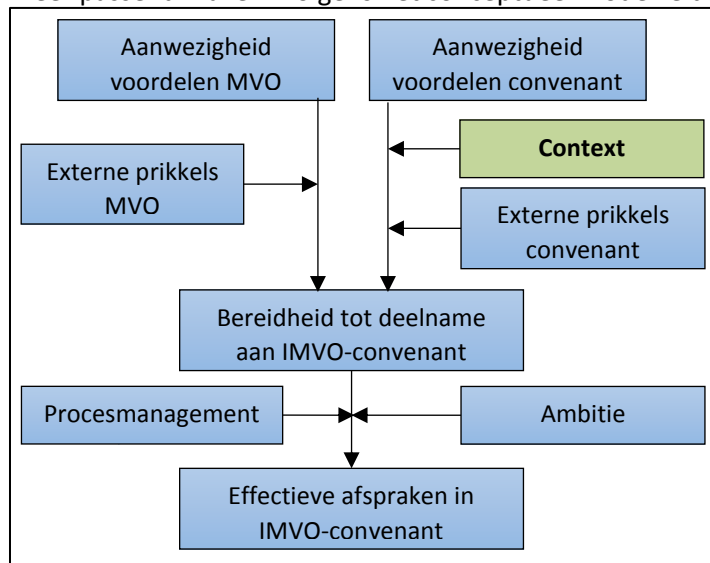 Aanwezigheid
voordelen MVO
Aanwezigheid
voordelen convenant
Context
Externe prikkels
MVO
Externe prikkels
convenant
Bereidheid tot deelname
aan IMVO-convenant
Procesmanagement
Ambitie
Effectieve afspraken in
IMVO-convenant